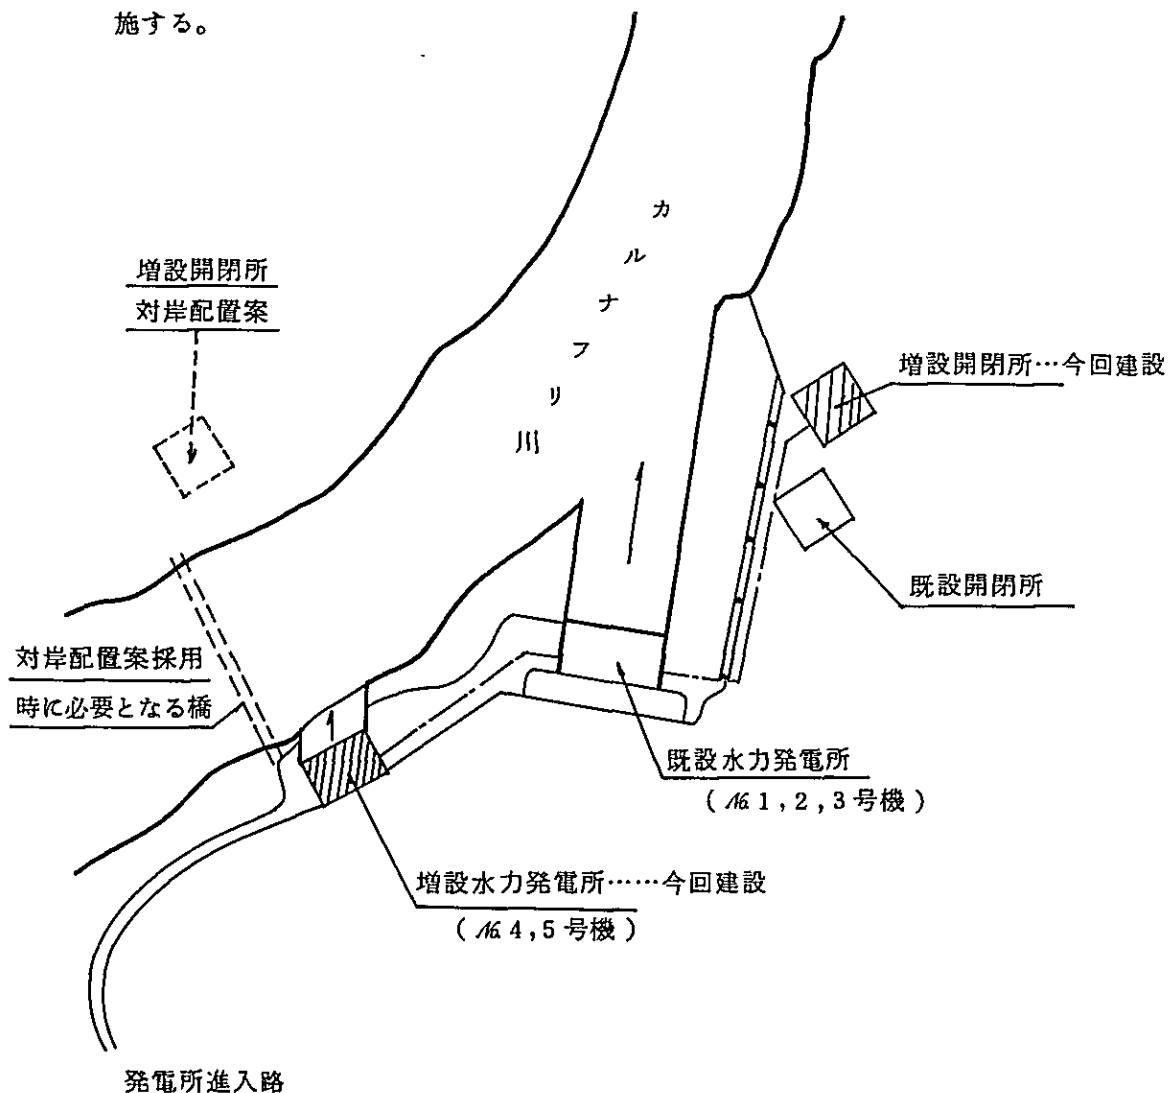 施する。
カルナフリ川
増設開閉所
対岸配置案
増設開閉所…今回建設
既設開閉所
対岸配置案採用
時に必要となる橋
既設水力発電所
(№1,2,3号機)
増設水力発電所……今回建設
(№4,5号機)
発電所進入路